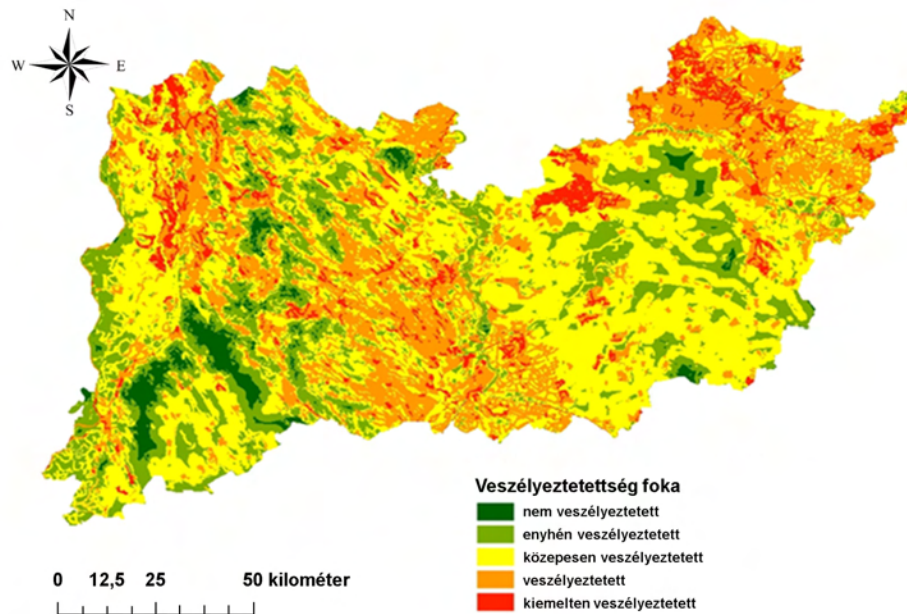 N
W E
S
Veszélyeztetettség foka
nem veszélyeztetett
enyhén veszélyeztetett
közepesen veszélyeztetett
veszélyeztetett
kiemelten veszélyeztetett
0 12,5 25 50 kilométer